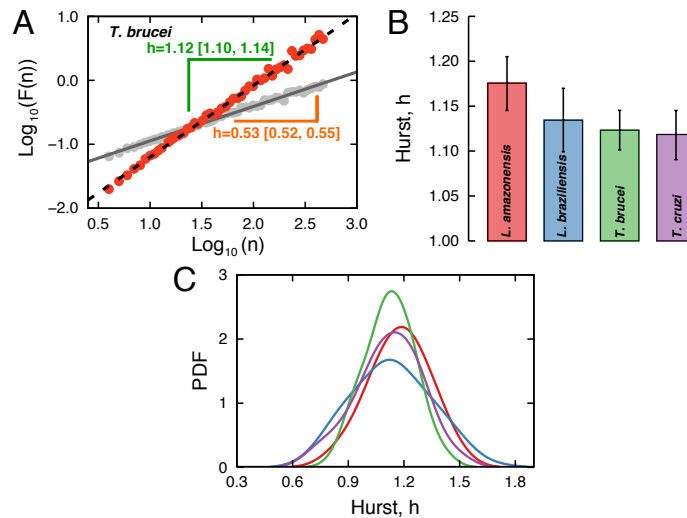 A
T. brucei
h=1.12 [1.10, 1.14]
h=0.53 [0.52, 0.55]
Log10(F(n))
1.0
0.0
-1.0
-2.0
0.5 1.0 1.5 2.0 2.5 3.0
Log10(n)
B
Hurst, h
1.25
1.20
1.15
1.10
1.05
1.00
L. amazonensis
L. braziliensis
T. brucei
T. cruzi
C
PDF
3
2
1
0
0.3 0.6 0.9 1.2 1.5 1.8
Hurst, h